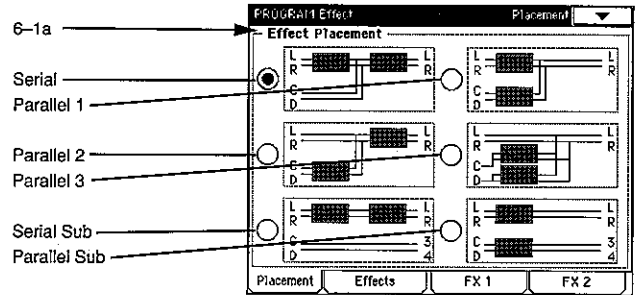 6–1a
Serial
Parallel 1
Parallel 2
Parallel 3
Serial Sub
Parallel Sub
PROGRAM Effect
Placement
Effect Placement
L L
R R
C
D
L L
R R
C
D
L L
R R
C
D
L L
R R
C
D
L L
R R
C 3
D 4
L L
R R
C 3
D 4
Placement Effects FX 1 FX 2